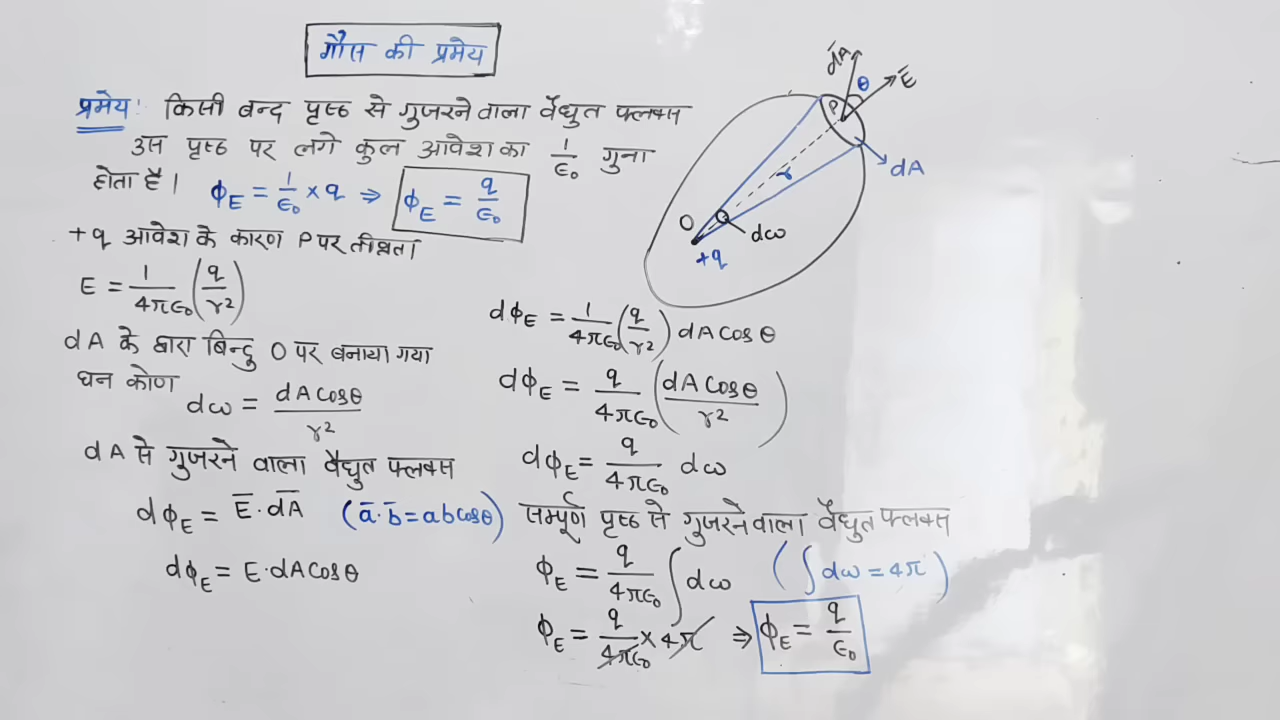 गौस की प्रमेय
प्रमेय: किसी बन्द पृष्ठ से गुजरने वाला वैद्युत फ्लक्स
उस पृष्ठ पर लगे कुल आवेश का 1/ε₀ गुना
होता है। ϕ_E = 1/ε₀ × q ⇒ ϕ_E = q/ε₀
+q आवेश के कारण P पर तीव्रता
E = 1/4πε₀ (q/r²)
dA के द्वारा बिन्दु O पर बनाया गया
घन कोण
dω = dA cosθ / r²
dA से गुजरने वाला वैद्युत फ्लक्स
dϕ_E = E̅ · d̅A̅ (a̅·b̅ = ab cosθ)
dϕ_E = E·dA cosθ
dA̅
θ
E̅
P
dA
r
O
dω
+q
dϕ_E = 1/4πε₀ (q/r²) dA cosθ
dϕ_E = q/4πε₀ (dA cosθ / r²)
dϕ_E = q/4πε₀ dω
सम्पूर्ण पृष्ठ से गुजरने वाला वैद्युत फ्लक्स
ϕ_E = q/4πε₀ ∫dω (∫dω = 4π)
ϕ_E = q/4πε₀ × 4π ⇒ ϕ_E = q/ε₀